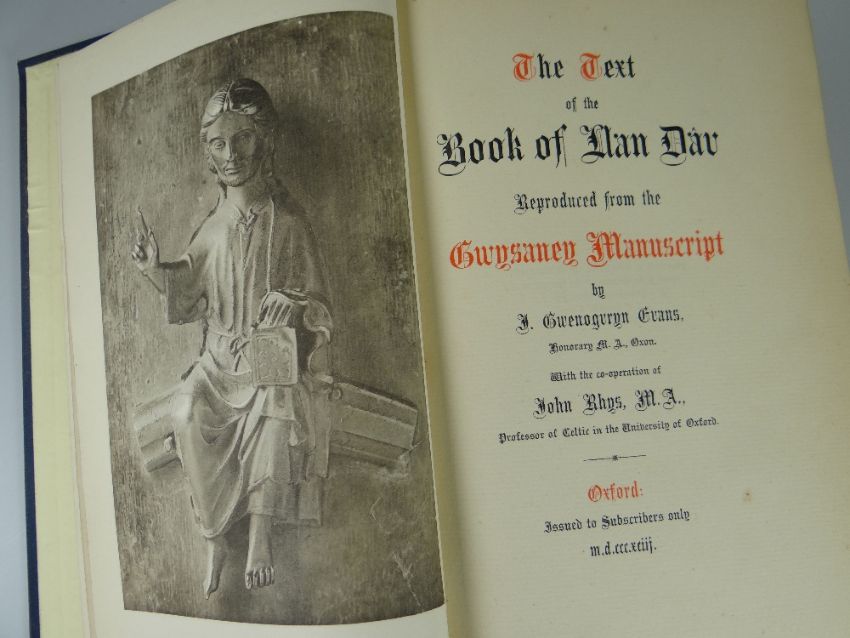 The Text
of the
Book of Llan Dâv
Reproduced from the
Gwysaney Manuscript
by
J. Gwenogvryn Evans,
Honorary M. A., Oxon.
With the co-operation of
John Rhys, M.A.,
Professor of Celtic in the University of Oxford.
Oxford:
Issued to Subscribers only
m.d.ccc.xciij.